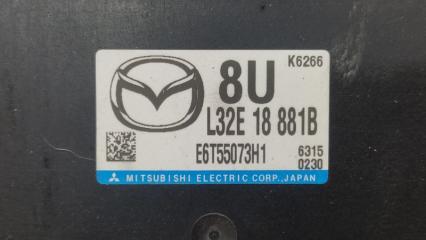 8U K6266
L32E 18 881B
E6T55073H1 6315
0230
MITSUBISHI ELECTRIC CORP., JAPAN